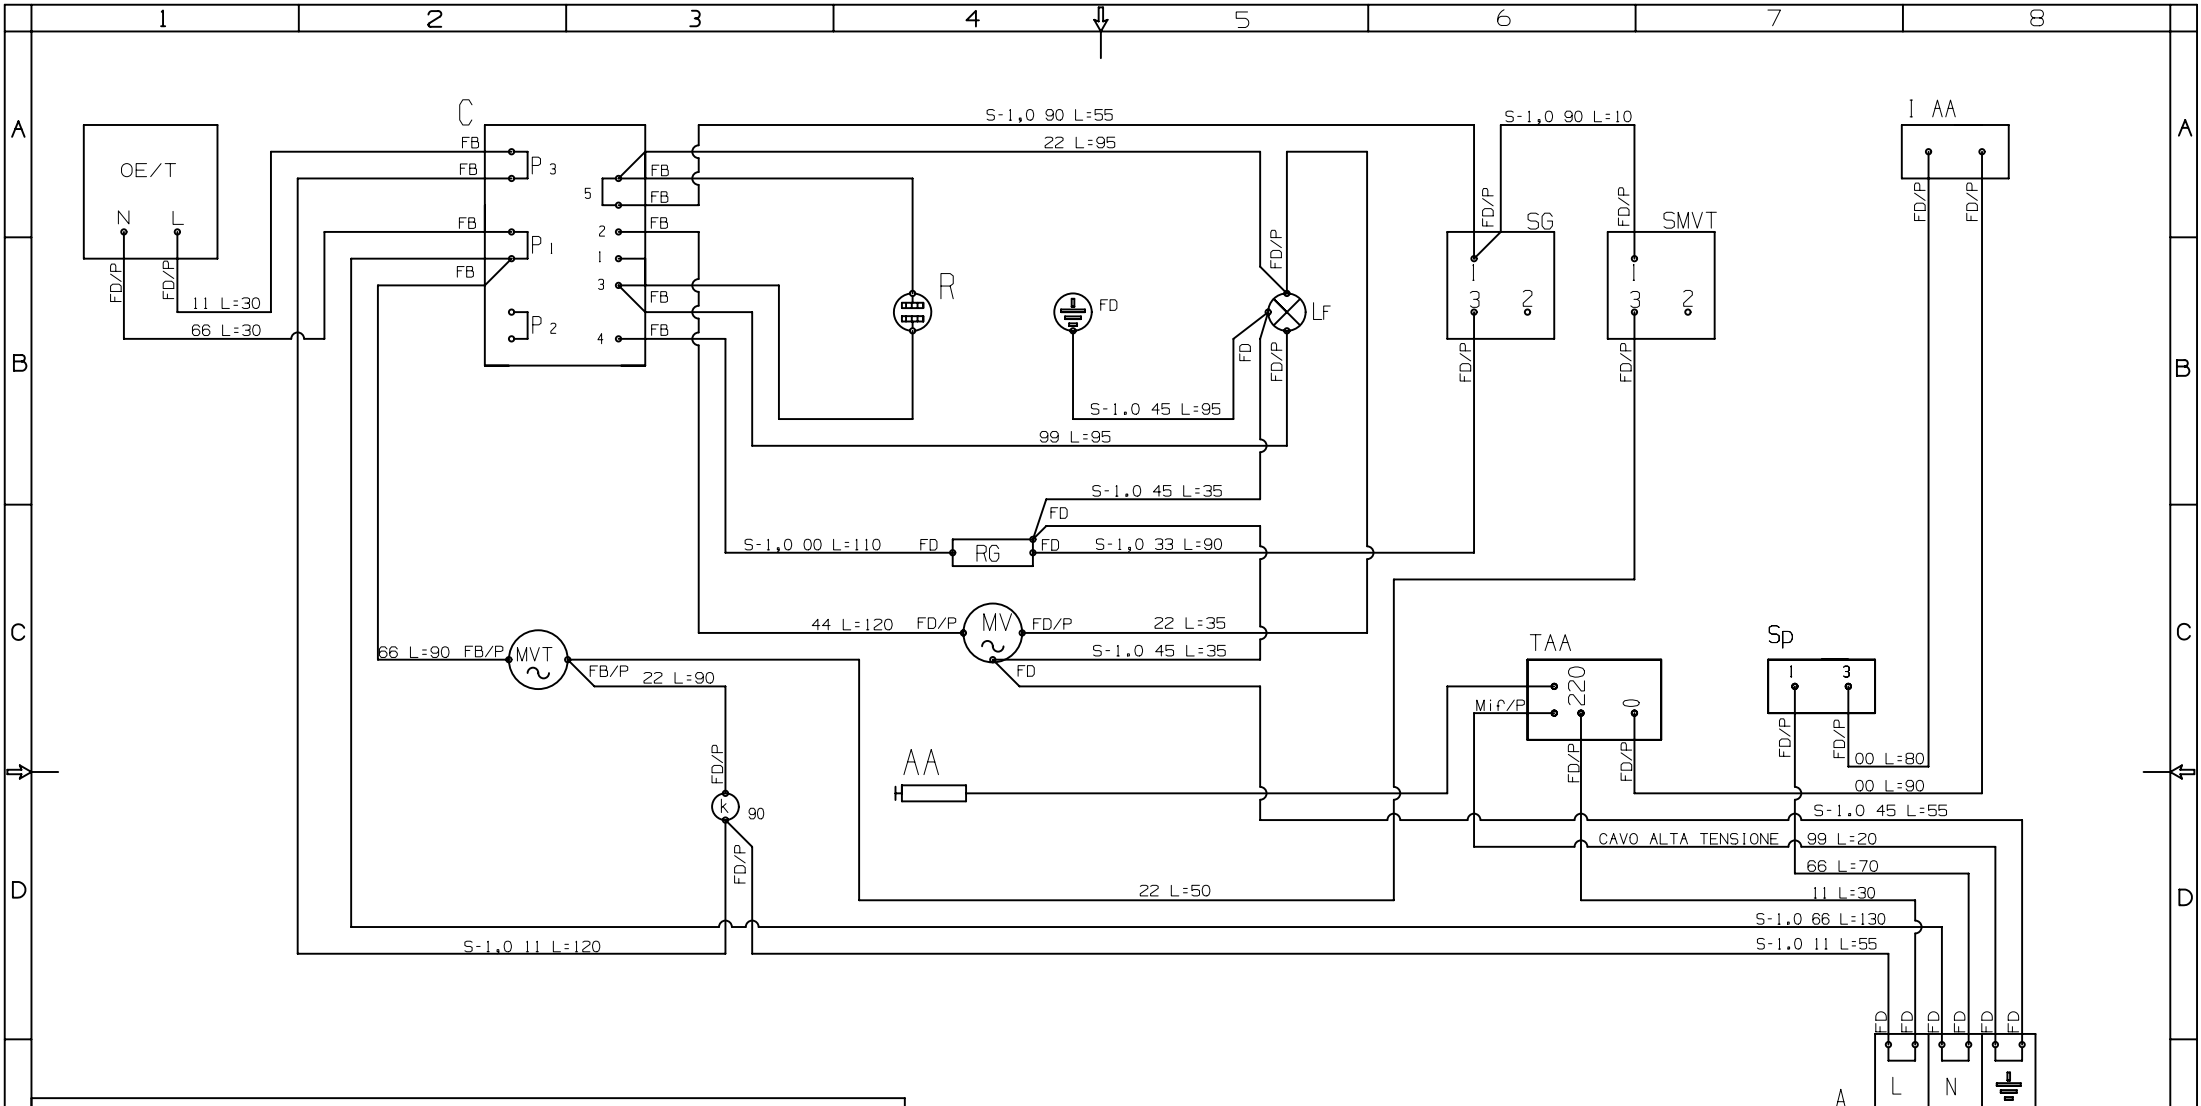 1 2 3 4 5 6 7 8
A
A
B
B
C
C
D
D
OE/T
N L
FD/P
FD/P
11 L=30
66 L=30
C
FB
FB
FB
FB
P 3
P 1
P 2
5
2
1
3
4
FB
FB
FB
FB
FB
S-1,0 90 L=55
22 L=95
R
FD
FD/P
FD
FD/P
LF
S-1.0 45 L=95
99 L=95
S-1,0 90 L=10
FD/P
SG
1
3 2
FD/P
FD/P
SMVT
1
3 2
FD/P
I AA
FD/P
FD/P
S-1.0 45 L=35
FD
S-1,0 00 L=110
FD
RG
FD
S-1,0 33 L=90
44 L=120
FD/P
MV
FD/P
22 L=35
S-1.0 45 L=35
FD
66 L=90
FB/P
MVT
FB/P
22 L=90
FD/P
k
90
FD/P
AA
TAA
220
0
Mif/P
FD/P
FD/P
Sp
1 3
FD/P
FD/P
00 L=80
00 L=90
S-1.0 45 L=55
CAVO ALTA TENSIONE
99 L=20
66 L=70
11 L=30
22 L=50
S-1.0 66 L=130
S-1,0 11 L=120
S-1.0 11 L=55
FD FD FD FD FD FD
A
L N